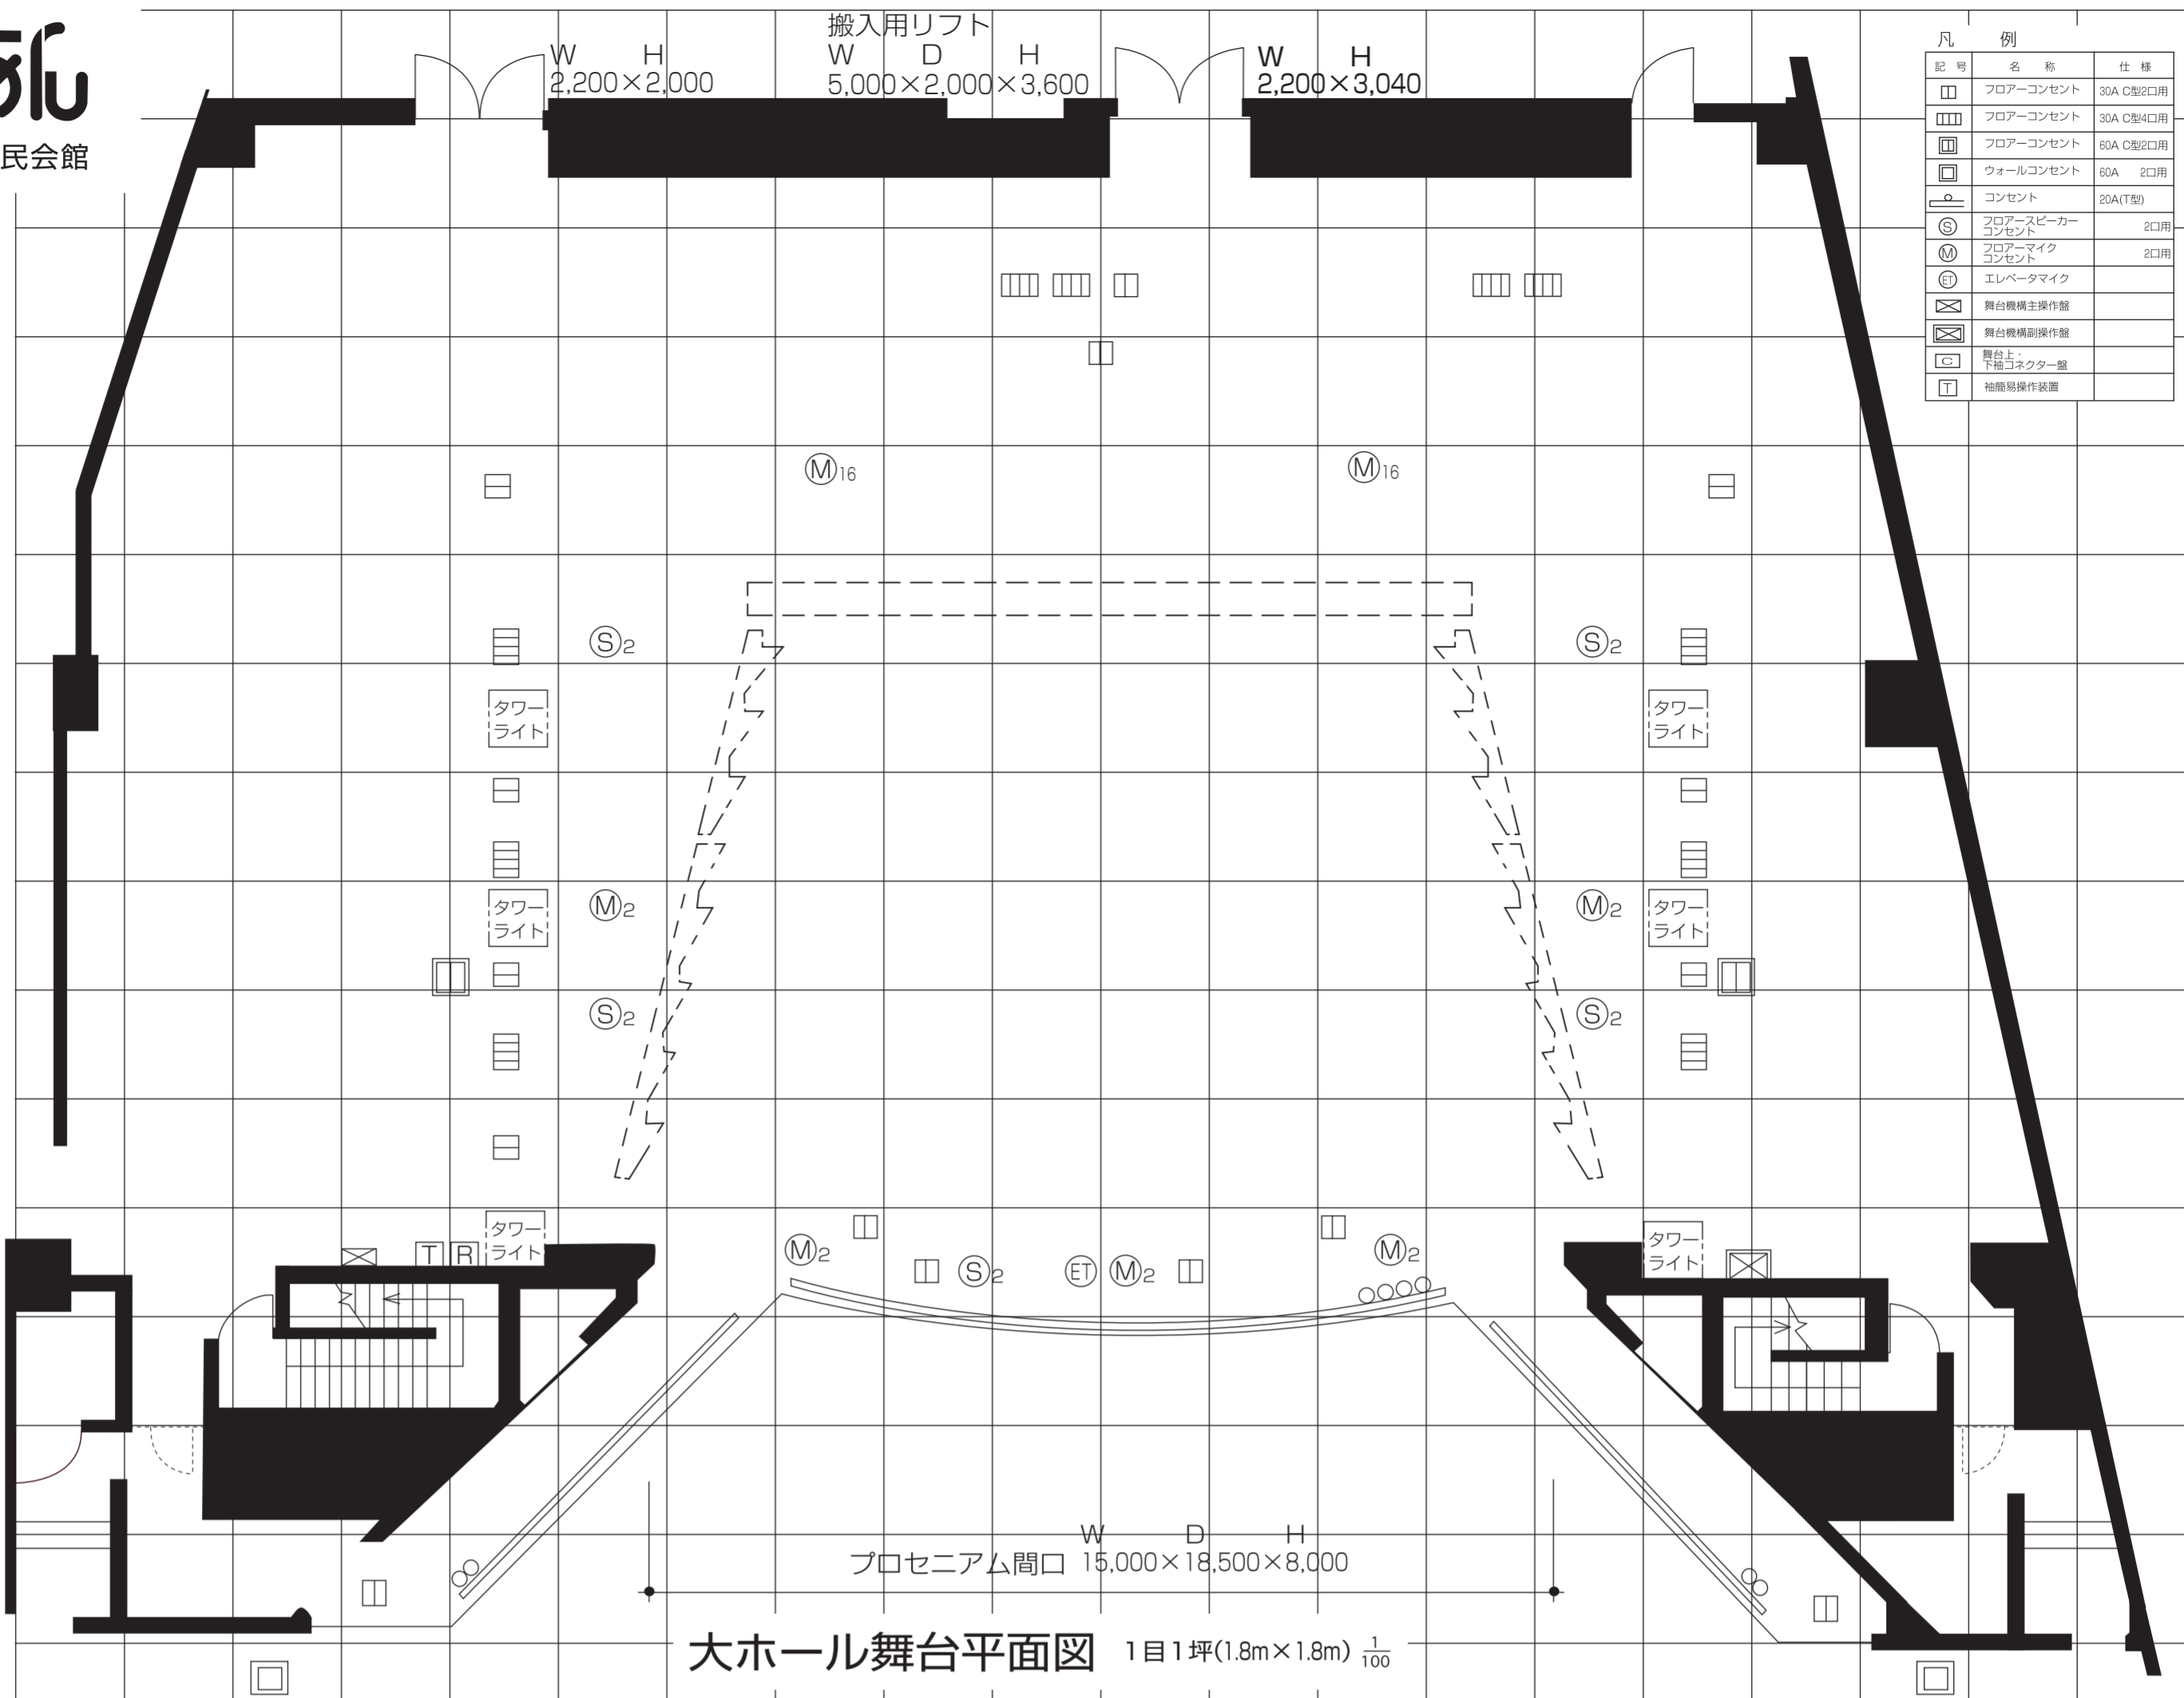 民会館
搬入用リフト
W H
2,200×2,000
W D H
5,000×2,000×3,600
W H
2,200×3,040
凡 例
記 号 名 称 仕 様
フロアーコンセント 30A C型2口用
フロアーコンセント 30A C型4口用
フロアーコンセント 60A C型2口用
ウォールコンセント 60A 2口用
コンセント 20A(T型)
S フロアースピーカー
コンセント 2口用
M フロアーマイク
コンセント 2口用
ET エレベータマイク
舞台機構主操作盤
舞台機構副操作盤
C 舞台上・
下袖コネクター盤
T 袖簡易操作装置
M16 M16
S2 S2
タワー
ライト
タワー
ライト
タワー
ライト
タワー
ライト
M2 M2
S2 S2
T R
タワー
ライト
タワー
ライト
M2 M2
S2 ET M2
W D H
プロセニアム間口 15,000×18,500×8,000
大ホール舞台平面図 1目1坪(1.8m×1.8m) 1/100